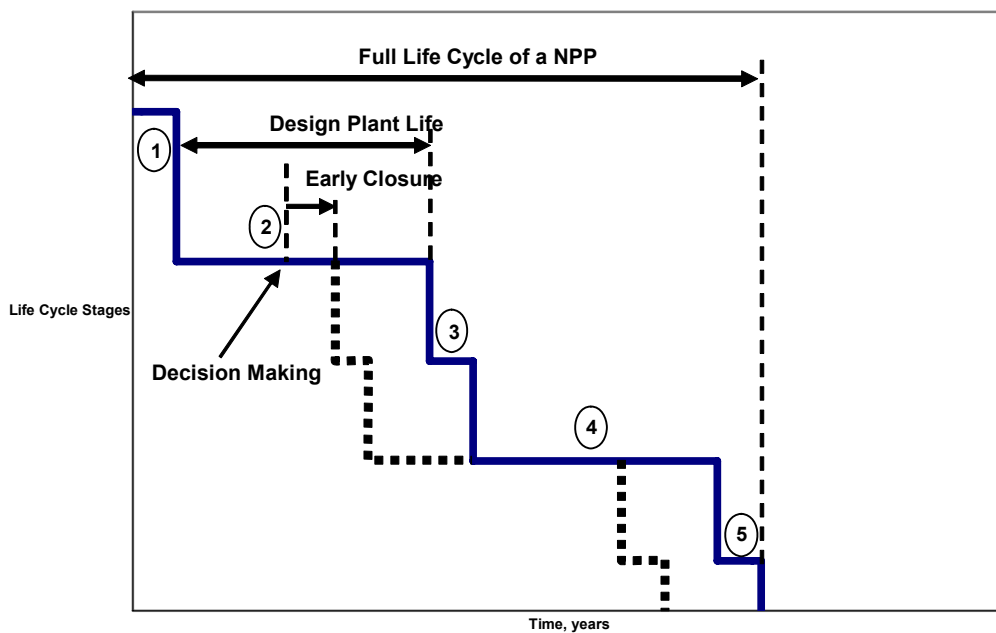 Full Life Cycle of a NPP
Design Plant Life
1
Early Closure
2
Life Cycle Stages
3
Decision Making
4
5
Time, years